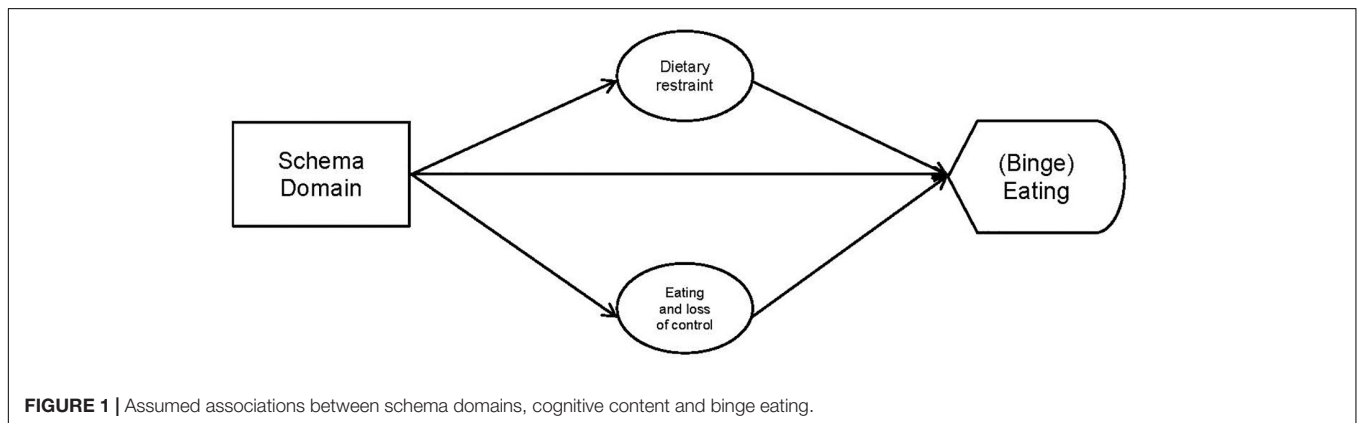 Dietary
restraint
Schema
Domain
(Binge)
Eating
Eating
and loss
of control
FIGURE 1 | Assumed associations between schema domains, cognitive content and binge eating.